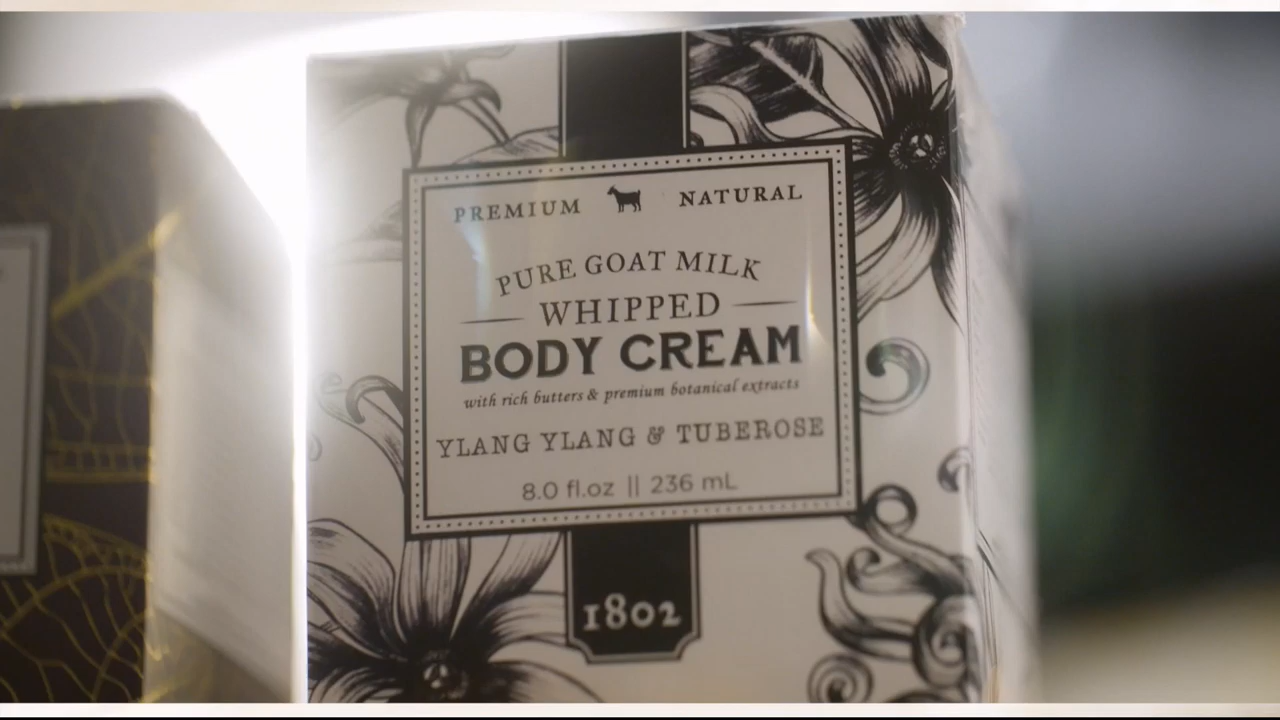 PREMIUM NATURAL
PURE GOAT MILK
WHIPPED
BODY CREAM
with rich butters & premium botanical extracts
YLANG YLANG & TUBEROSE
8.0 fl.oz || 236 mL
1802